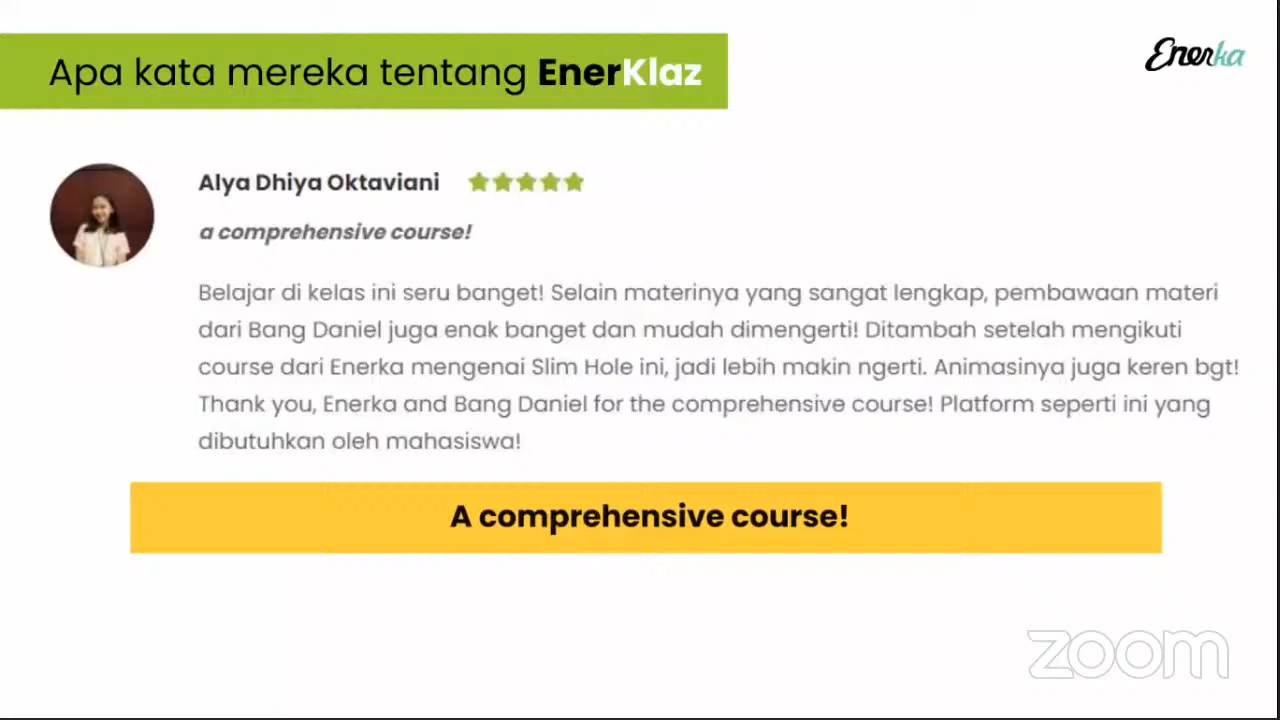 Apa kata mereka tentang EnerKlaz
Enerka
Alya Dhiya Oktaviani
a comprehensive course!
Belajar di kelas ini seru banget! Selain materinya yang sangat lengkap, pembawaan materi
dari Bang Daniel juga enak banget dan mudah dimengerti! Ditambah setelah mengikuti
course dari Enerka mengenai Slim Hole ini, jadi lebih makin ngerti. Animasinya juga keren bgt!
Thank you, Enerka and Bang Daniel for the comprehensive course! Platform seperti ini yang
dibutuhkan oleh mahasiswa!
A comprehensive course!
zoom